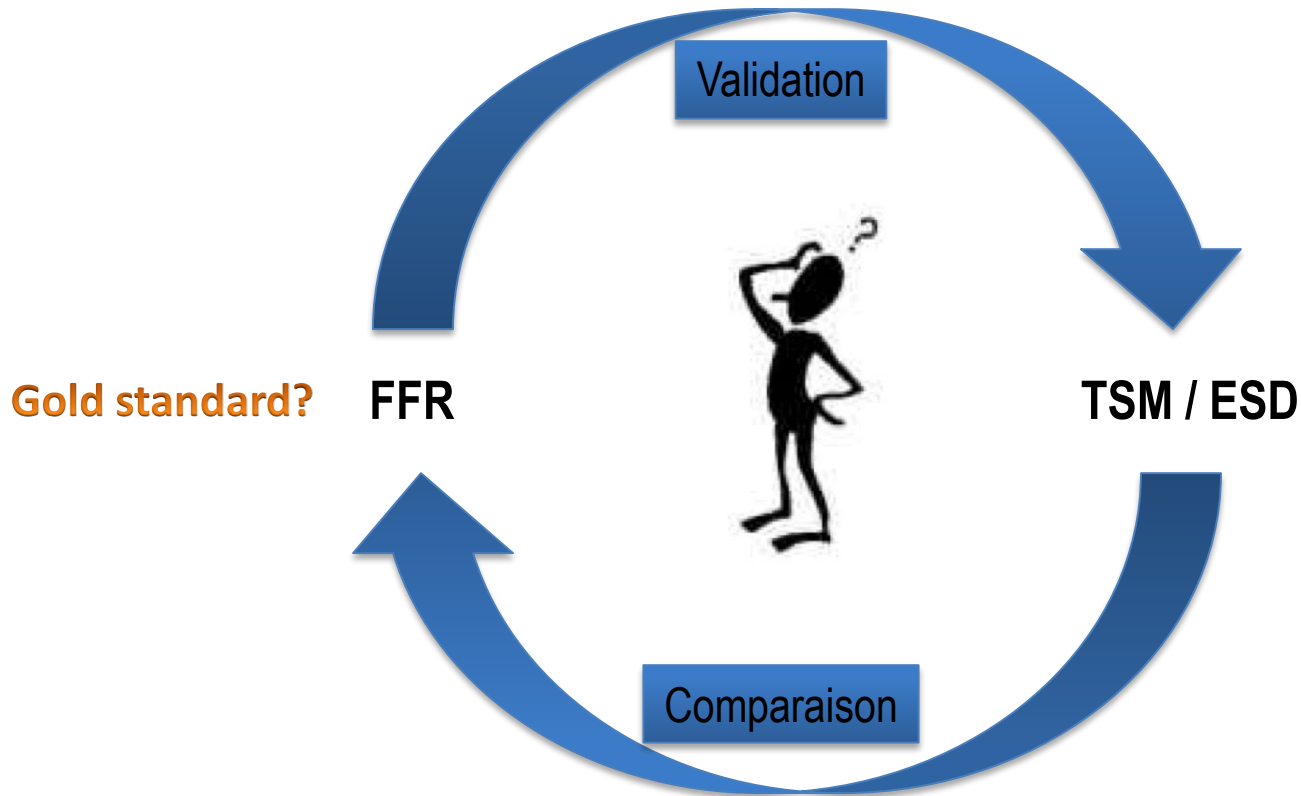 Validation
?
Gold standard? FFR
TSM / ESD
Comparaison